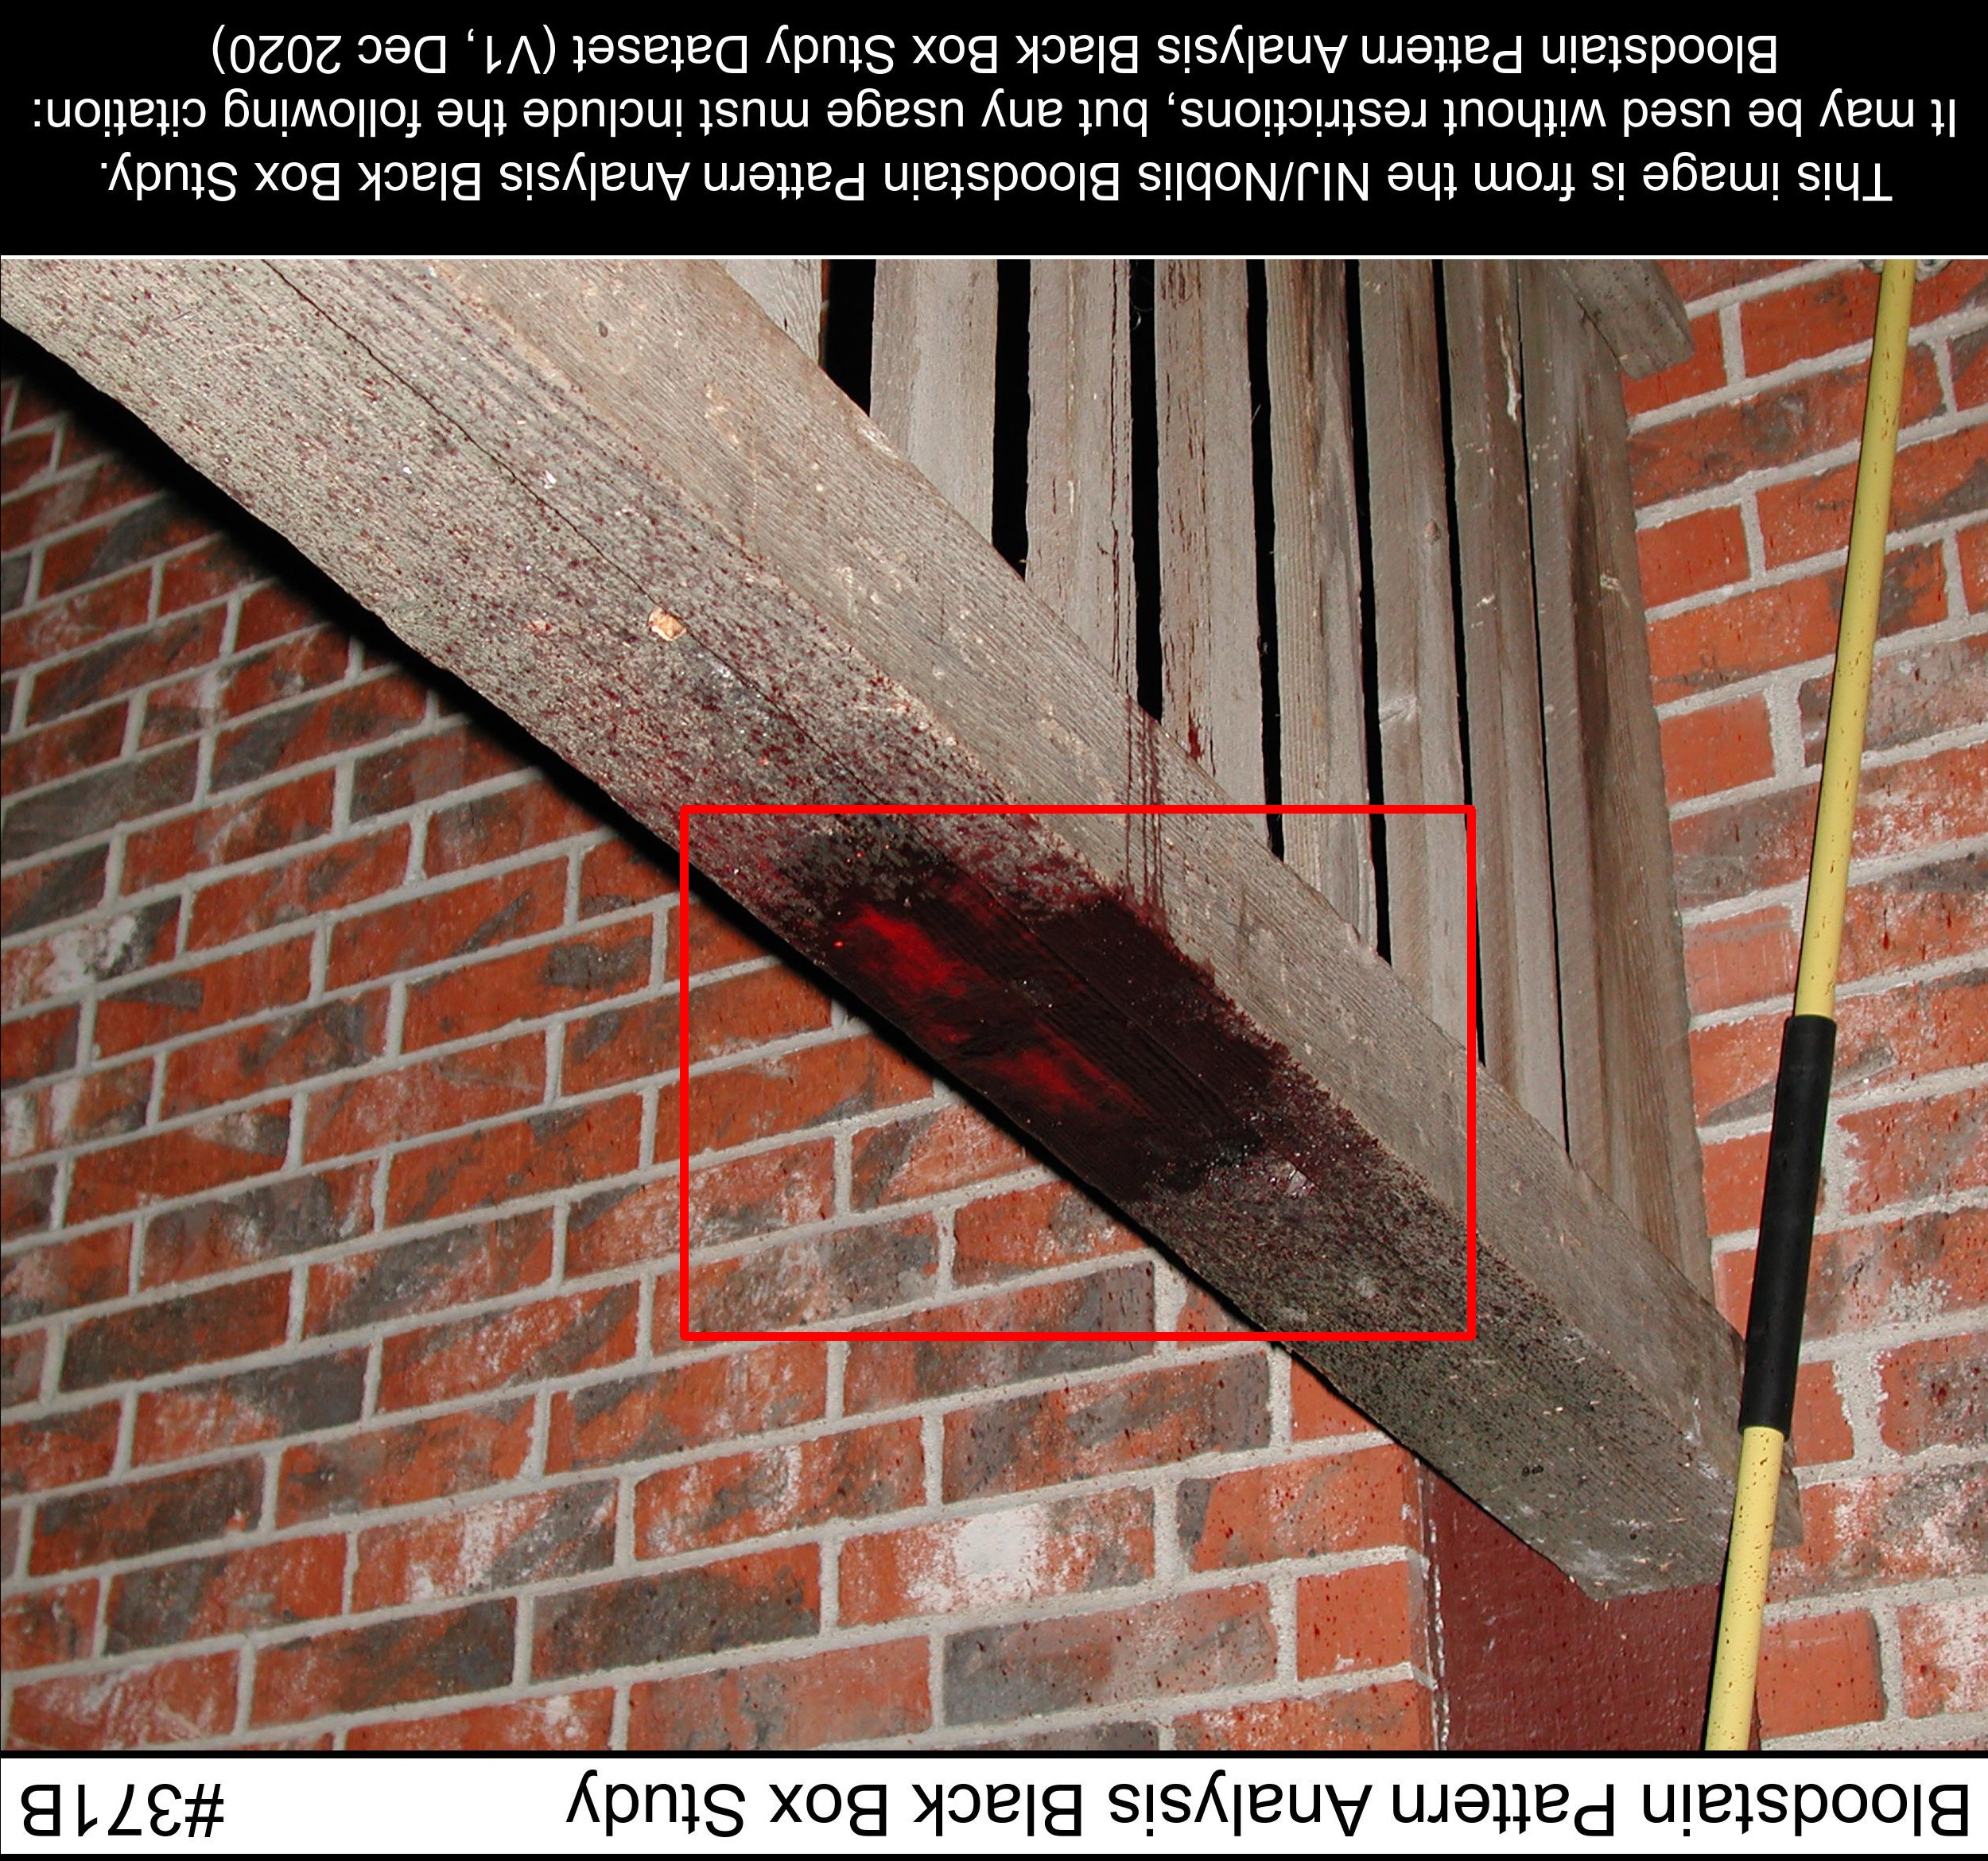 Bloodstain Pattern Analysis Black Box Study #371B
This image is from the NIJ/Noblis Bloodstain Pattern Analysis Black Box Study.
It may be used without restrictions, but any usage must include the following citation:
Bloodstain Pattern Analysis Black Box Study Dataset (V1, Dec 2020)